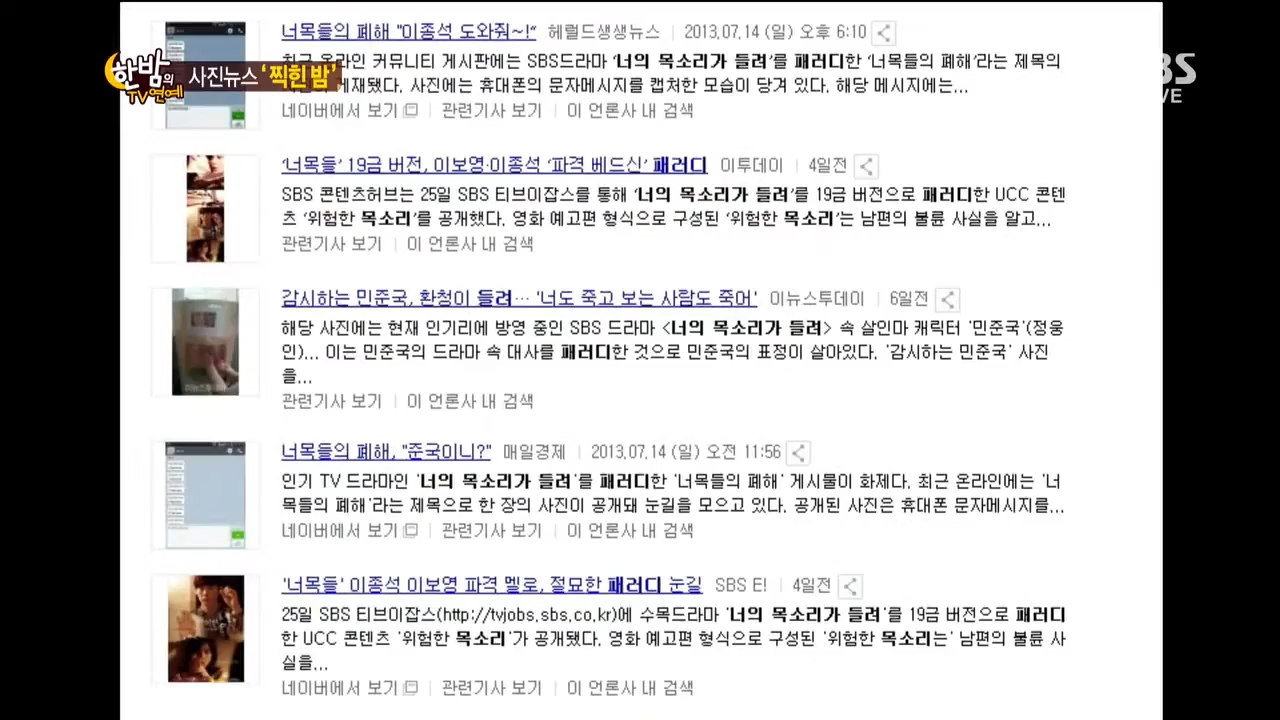 너목들의 폐해 "이종석 도와줘~!" 헤럴드생생뉴스 2013.07.14 (일) 오후 6:10
최근 온라인 커뮤니티 게시판에는 SBS드라마 '너의 목소리가 들려'를 패러디한 '너목들의 폐해'라는 제목의
게재됐다. 사진에는 휴대폰의 문자메시지를 캡처한 모습이 담겨 있다. 해당 메시지에는...
네이버에서 보기 관련기사 보기 이 언론사 내 검색
한밤의 TV연예
사진뉴스 '찍힌 밤'
SBS
LIVE
'너목들' 19금 버전, 이보영·이종석 '파격 베드신' 패러디 이투데이 4일전
SBS 콘텐츠허브는 25일 SBS 티브이잡스를 통해 '너의 목소리가 들려'를 19금 버전으로 패러디한 UCC 콘텐
츠 '위험한 목소리'를 공개했다. 영화 예고편 형식으로 구성된 '위험한 목소리'는 남편의 불륜 사실을 알고...
관련기사 보기 이 언론사 내 검색
감시하는 민준국, 환청이 들려… '너도 죽고 보는 사람도 죽어' 이뉴스투데이 6일전
해당 사진에는 현재 인기리에 방영 중인 SBS 드라마 <너의 목소리가 들려> 속 살인마 캐릭터 '민준국'(정웅
인)... 이는 민준국의 드라마 속 대사를 패러디한 것으로 민준국의 표정이 살아있다. '감시하는 민준국' 사진
을...
관련기사 보기 이 언론사 내 검색
너목들의 폐해, "준국이니?" 매일경제 2013.07.14 (일) 오전 11:56
인기 TV 드라마인 '너의 목소리가 들려'를 패러디한 '너목들의 폐해' 게시물이 화제다. 최근 온라인에는 '너
목들의 폐해'라는 제목으로 한 장의 사진이 공개돼 눈길을 모으고 있다. 공개된 사진은 휴대폰 문자메시지를...
네이버에서 보기 관련기사 보기 이 언론사 내 검색
'너목들' 이종석 이보영 파격 멜로, 절묘한 패러디 눈길 SBS E! 4일전
25일 SBS 티브이잡스(http://tvjobs.sbs.co.kr)에 수목드라마 '너의 목소리가 들려'를 19금 버전으로 패러디
한 UCC 콘텐츠 '위험한 목소리'가 공개됐다. 영화 예고편 형식으로 구성된 '위험한 목소리는' 남편의 불륜 사
실을...
네이버에서 보기 관련기사 보기 이 언론사 내 검색